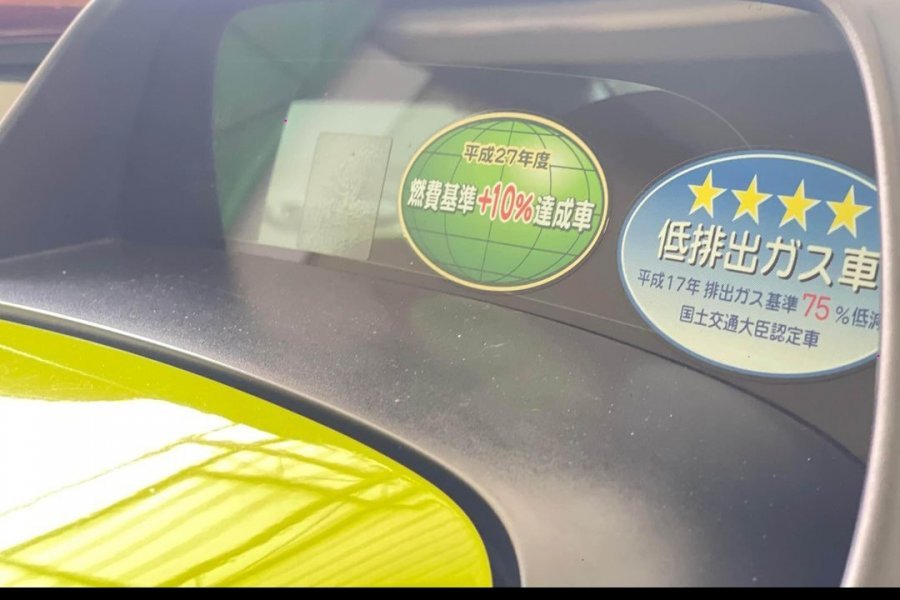 平成27年度
燃費基準+10%達成車
★★★★
低排出ガス車
平成17年 排出ガス基準 75%低減
国土交通大臣認定車